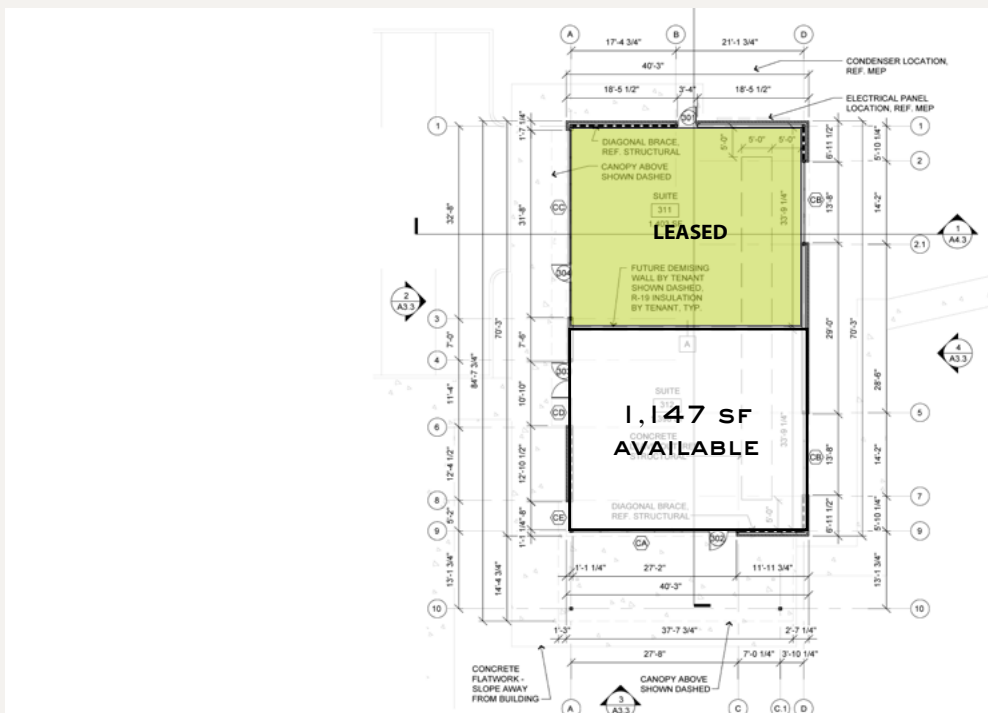 A
B
D
17'-4 3/4"
21'-1 3/4"
40'-3"
18'-5 1/2"
3'-4"
18'-5 1/2"
CONDENSER LOCATION,
REF. MEP
ELECTRICAL PANEL
LOCATION, REF. MEP
301
1
1
1'-7 1/4"
DIAGONAL BRACE,
REF. STRUCTURAL
5'-0"
5'-0"
5'-0"
6'-11 1/2"
5'-10 1/4"
2
CANOPY ABOVE
SHOWN DASHED
CC
SUITE
311
1,403 SF
LEASED
33'-9 1/4"
CB
13'-8"
14'-2"
32'-8"
31'-8"
1
A4.3
2.1
304
FUTURE DEMISING
WALL BY TENANT
SHOWN DASHED.
R-19 INSULATION
BY TENANT, TYP.
2
A3.3
3
7'-0"
7'-6"
70'-3"
84'-7 3/4"
29'-0"
70'-3"
A
4
A3.3
4
303
11'-4"
10'-10"
28'-6"
SUITE
312
CD
5
1,147 SF
AVAILABLE
6
CONCRETE
STRUCTURAL
33'-9 1/4"
CB
13'-8"
14'-2"
12'-4 1/2"
12'-10 1/2"
8
7
DIAGONAL BRACE,
REF. STRUCTURAL
5'-0"
CE
5'-2"
6'-11 1/2"
5'-10 1/4"
9
9
1'-1 1/4"
CA
302
1'-1 1/4"
27'-2"
11'-11 3/4"
40'-3"
13'-1 3/4"
14'-4 3/4"
13'-1 3/4"
10
10
1'-3"
37'-7 3/4"
2'-7 1/4"
27'-8"
7'-0 1/4"
3'-10 1/4"
CONCRETE
FLATWORK -
SLOPE AWAY
FROM BUILDING
CANOPY ABOVE
SHOWN DASHED
A
3
A3.3
C
C.1
D